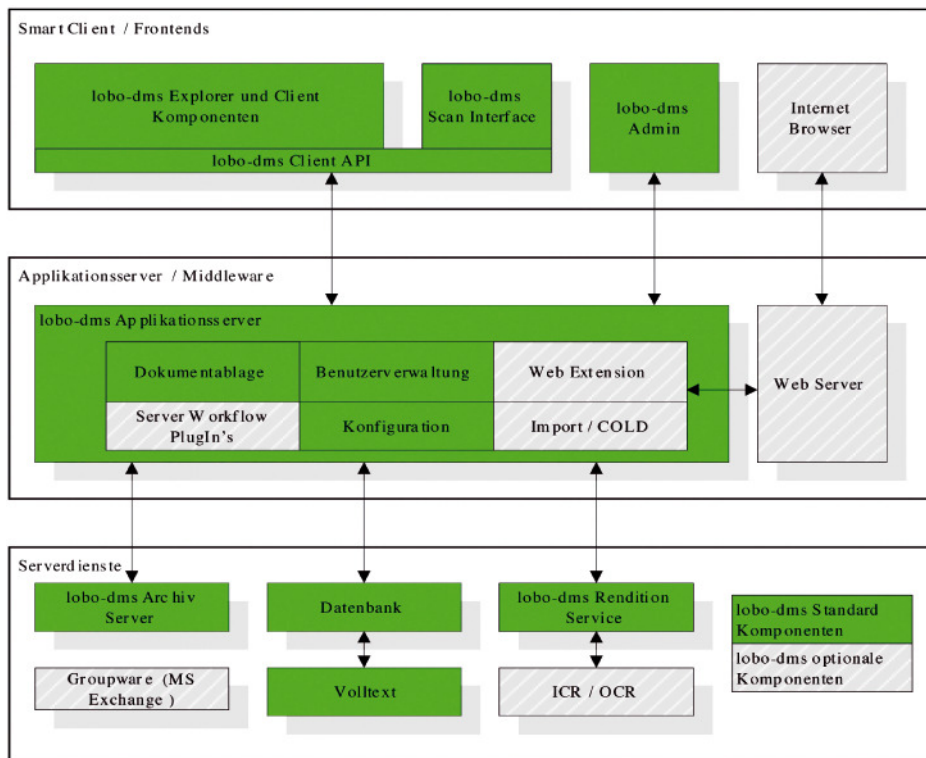 SmartClient / Frontends
lobo-dms Explorer und Client
Komponenten
lobo-dms
Scan Interface
lobo-dms
Admin
Internet
Browser
lobo-dms Client API
Applikationsserver / Middleware
lobo-dms Applikationsserver
Dokumentablage
Benutzerverwaltung
Web Extension
Web Server
Server Workflow
PlugIn's
Konfiguration
Import / COLD
Serverdienste
lobo-dms Archiv
Server
Datenbank
lobo-dms Rendition
Service
lobo-dms Standard
Komponenten
Groupware (MS
Exchange )
Volltext
ICR / OCR
lobo-dms optionale
Komponenten